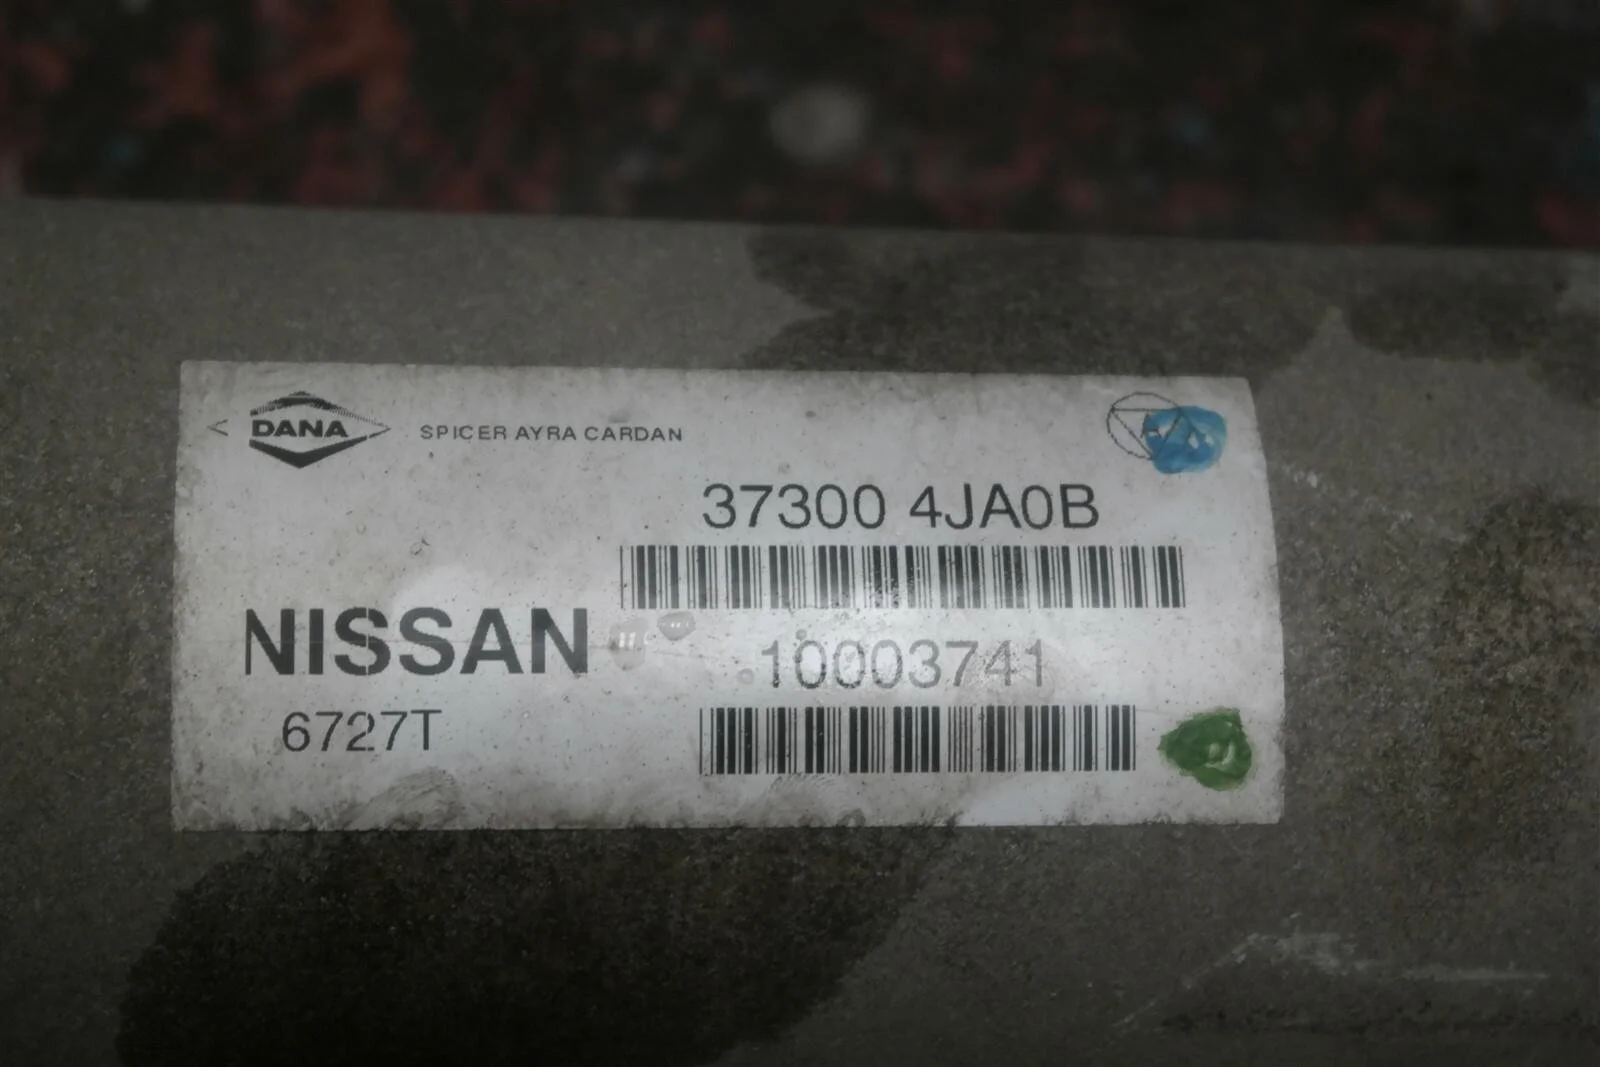 DANA
SPICER AYRA CARDAN
37300 4JA0B
NISSAN
10003741
6727T